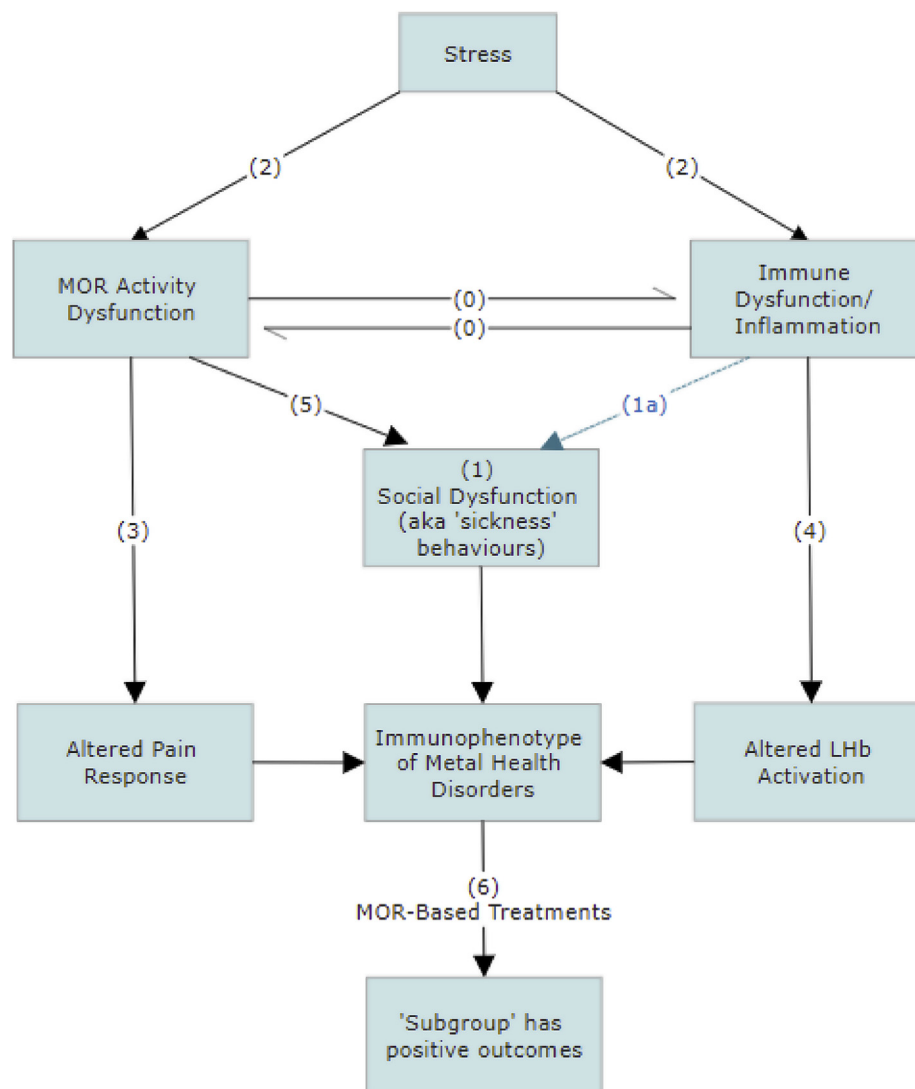 Stress
(2)
(2)
MOR Activity
Dysfunction
(0)
(0)
Immune
Dysfunction/
Inflammation
(5)
(1a)
(1)
Social Dysfunction
(aka 'sickness'
behaviours)
(3)
(4)
Altered Pain
Response
Immunophenotype
of Metal Health
Disorders
Altered LHb
Activation
(6)
MOR-Based Treatments
'Subgroup' has
positive outcomes